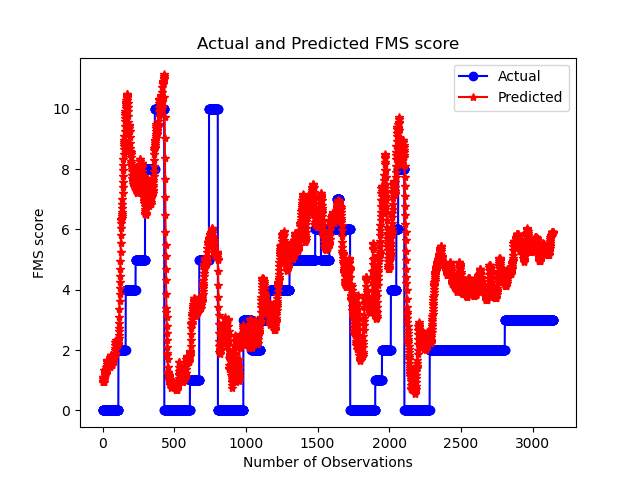 Actual and Predicted FMS score
Actual
Predicted
FMS score
10
8
6
4
2
0
0 500 1000 1500 2000 2500 3000
Number of Observations